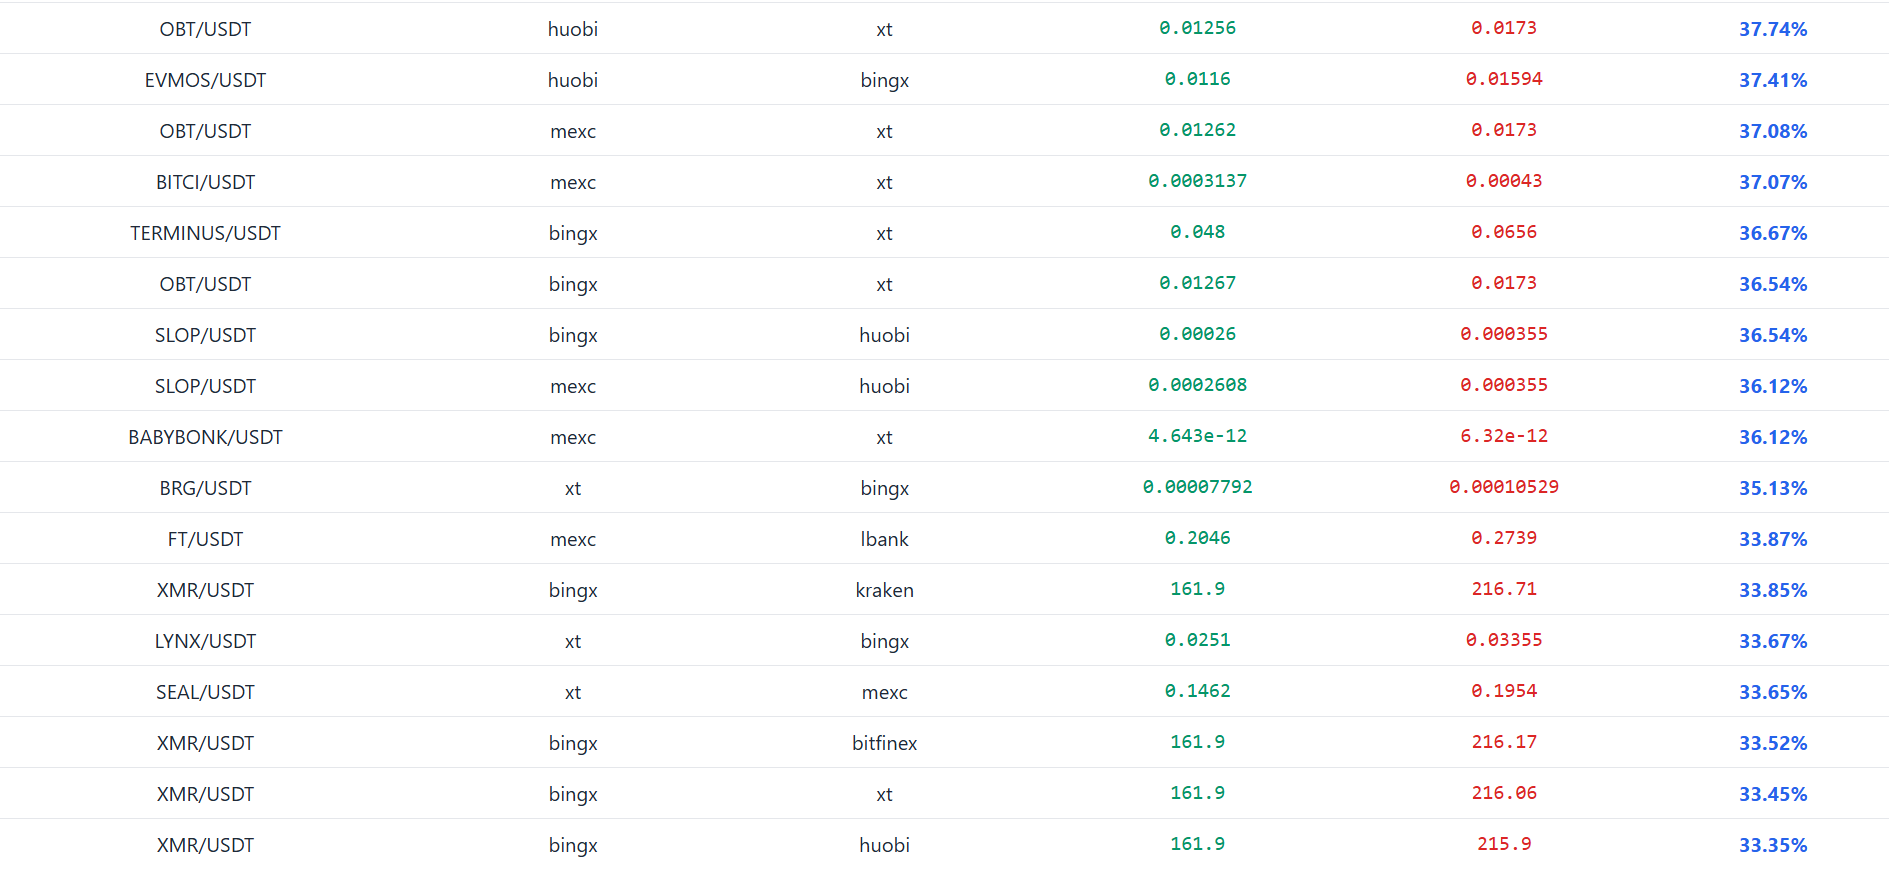 OBT/USDT huobi xt 0.01256 0.0173 37.74%
EVMOS/USDT huobi bingx 0.0116 0.01594 37.41%
OBT/USDT mexc xt 0.01262 0.0173 37.08%
BITCI/USDT mexc xt 0.0003137 0.00043 37.07%
TERMINUS/USDT bingx xt 0.048 0.0656 36.67%
OBT/USDT bingx xt 0.01267 0.0173 36.54%
SLOP/USDT bingx huobi 0.00026 0.000355 36.54%
SLOP/USDT mexc huobi 0.0002608 0.000355 36.12%
BABYBONK/USDT mexc xt 4.643e-12 6.32e-12 36.12%
BRG/USDT xt bingx 0.00007792 0.00010529 35.13%
FT/USDT mexc lbank 0.2046 0.2739 33.87%
XMR/USDT bingx kraken 161.9 216.71 33.85%
LYNX/USDT xt bingx 0.0251 0.03355 33.67%
SEAL/USDT xt mexc 0.1462 0.1954 33.65%
XMR/USDT bingx bitfinex 161.9 216.17 33.52%
XMR/USDT bingx xt 161.9 216.06 33.45%
XMR/USDT bingx huobi 161.9 215.9 33.35%